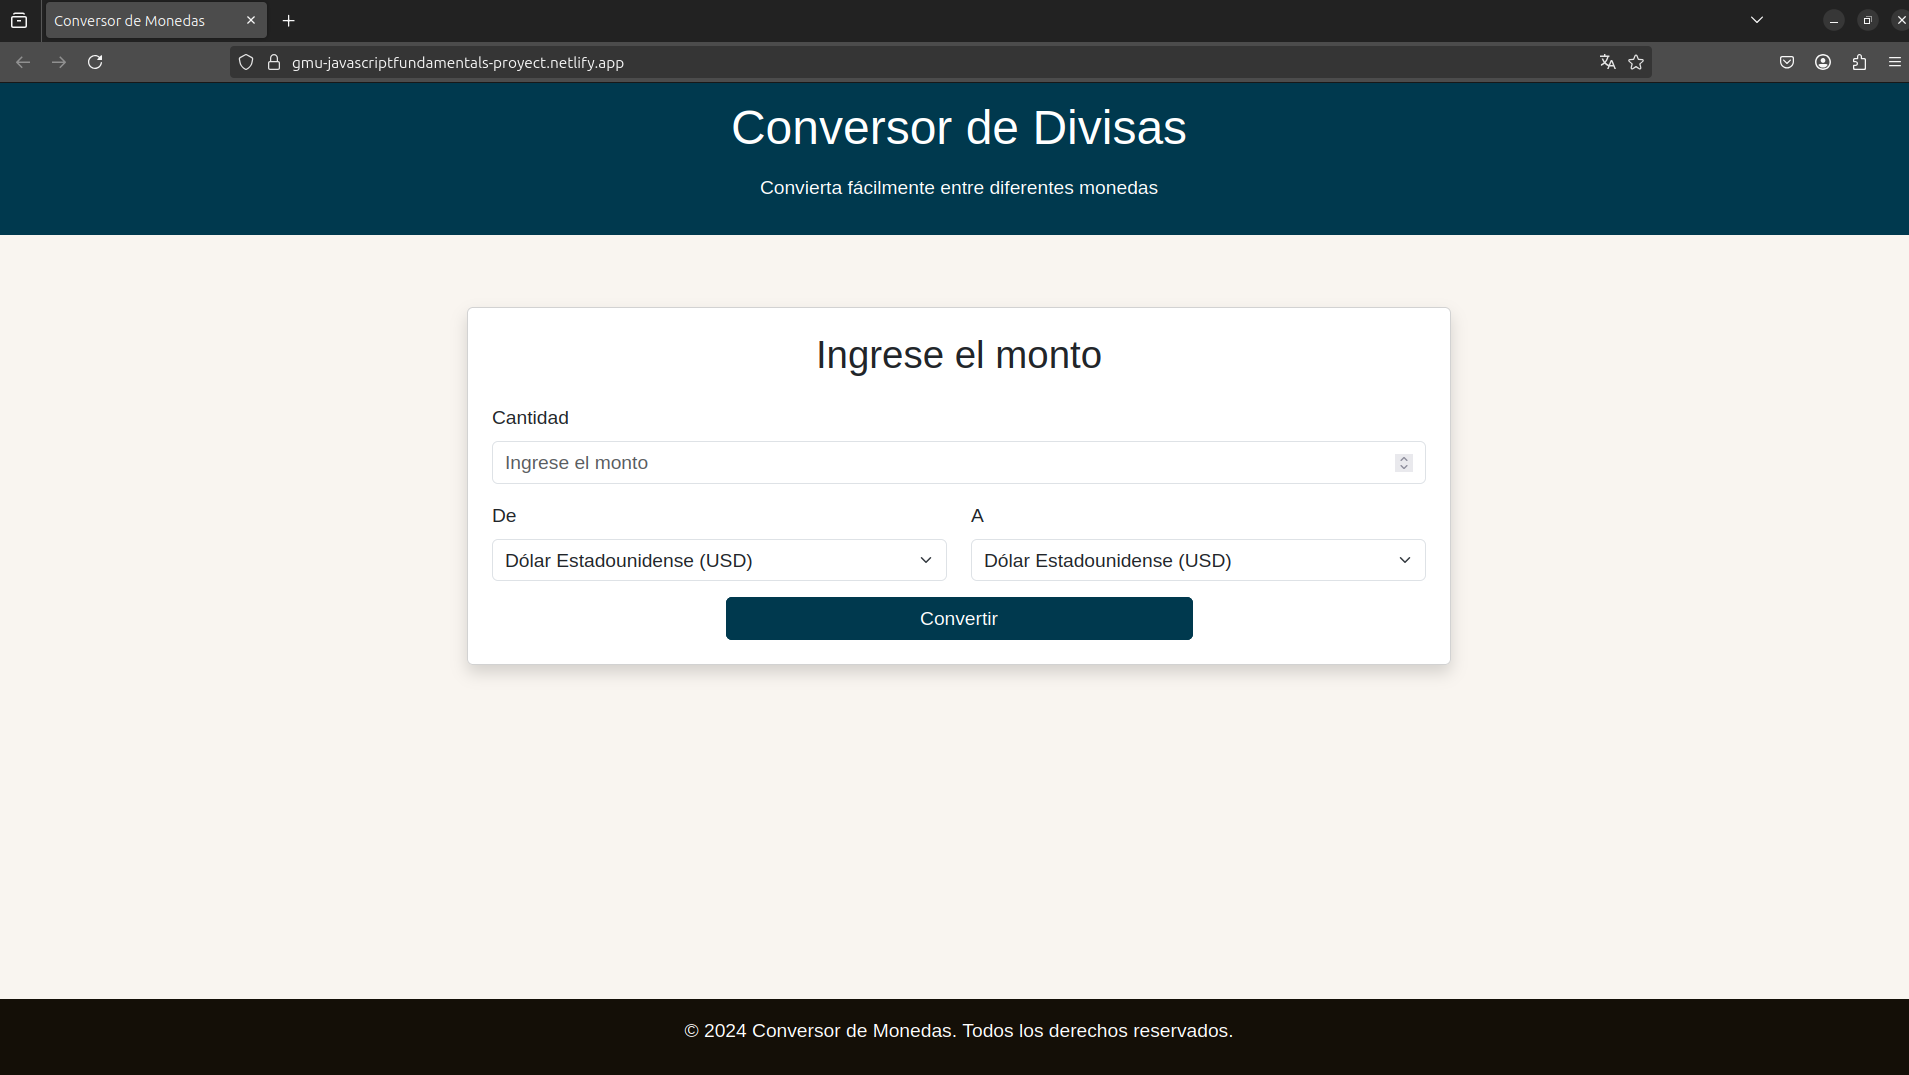 Conversor de Monedas
gmu-javascriptfundamentals-proyect.netlify.app
Conversor de Divisas
Convierta fácilmente entre diferentes monedas
Ingrese el monto
Cantidad
Ingrese el monto
De
A
Dólar Estadounidense (USD)
Dólar Estadounidense (USD)
Convertir
© 2024 Conversor de Monedas. Todos los derechos reservados.